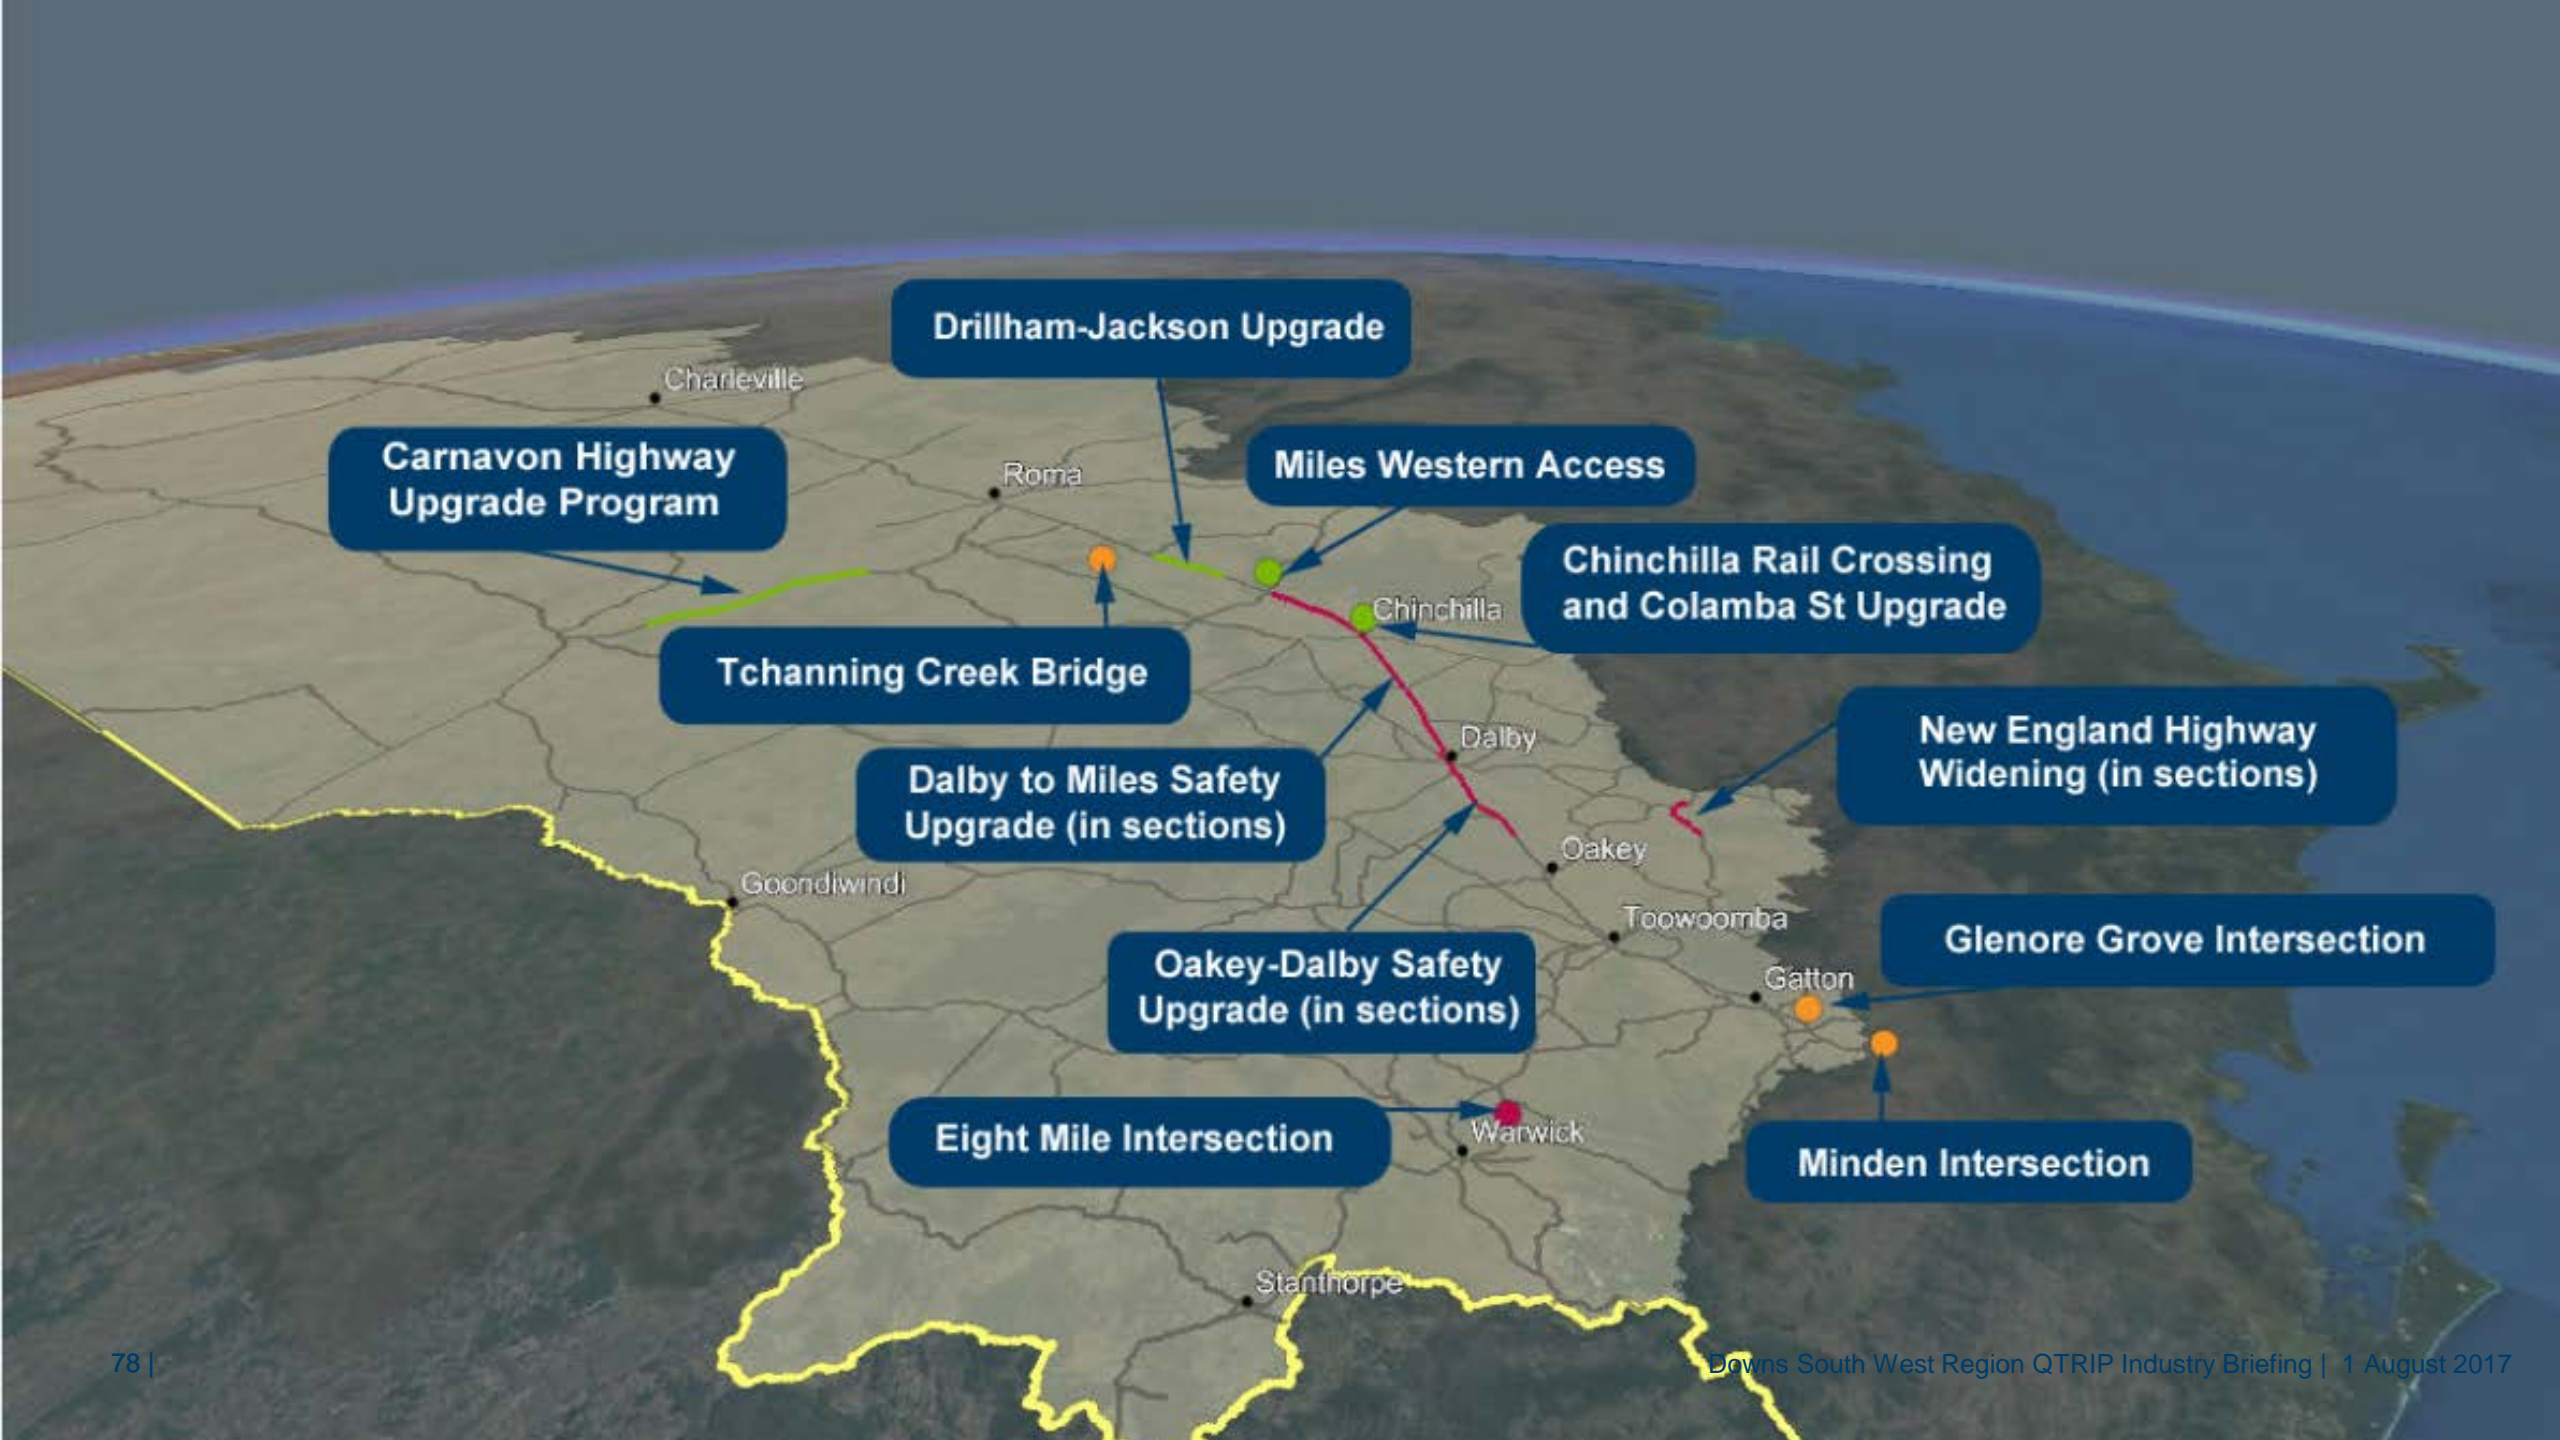 Drillham-Jackson Upgrade
Charleville
Carnavon Highway
Upgrade Program
Roma
Miles Western Access
Chinchilla Rail Crossing
and Colamba St Upgrade
Chinchilla
Tchanning Creek Bridge
New England Highway
Widening (in sections)
Dalby
Dalby to Miles Safety
Upgrade (in sections)
Oakey
Goondiwindi
Toowoomba
Glenore Grove Intersection
Oakey-Dalby Safety
Upgrade (in sections)
Gatton
Eight Mile Intersection
Warwick
Minden Intersection
Stanthorpe
78 |
Downs South West Region QTRIP Industry Briefing | 1 August 2017